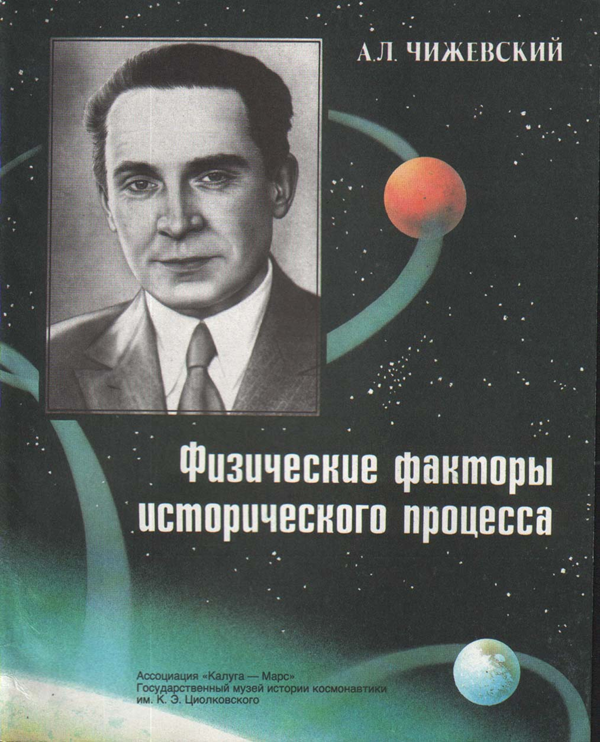 А.Л. ЧИЖЕВСКИЙ
Физические факторы
исторического процесса
Ассоциация «Калуга — Марс»
Государственный музей истории космонавтики
им. К. Э. Циолковского